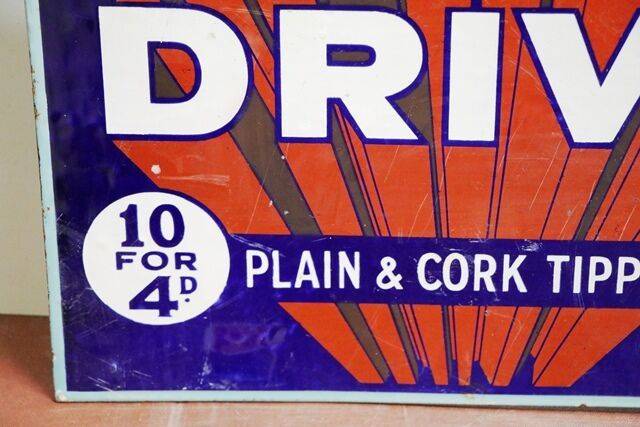 DRIV
10
FOR
4D.
PLAIN & CORK TIPP